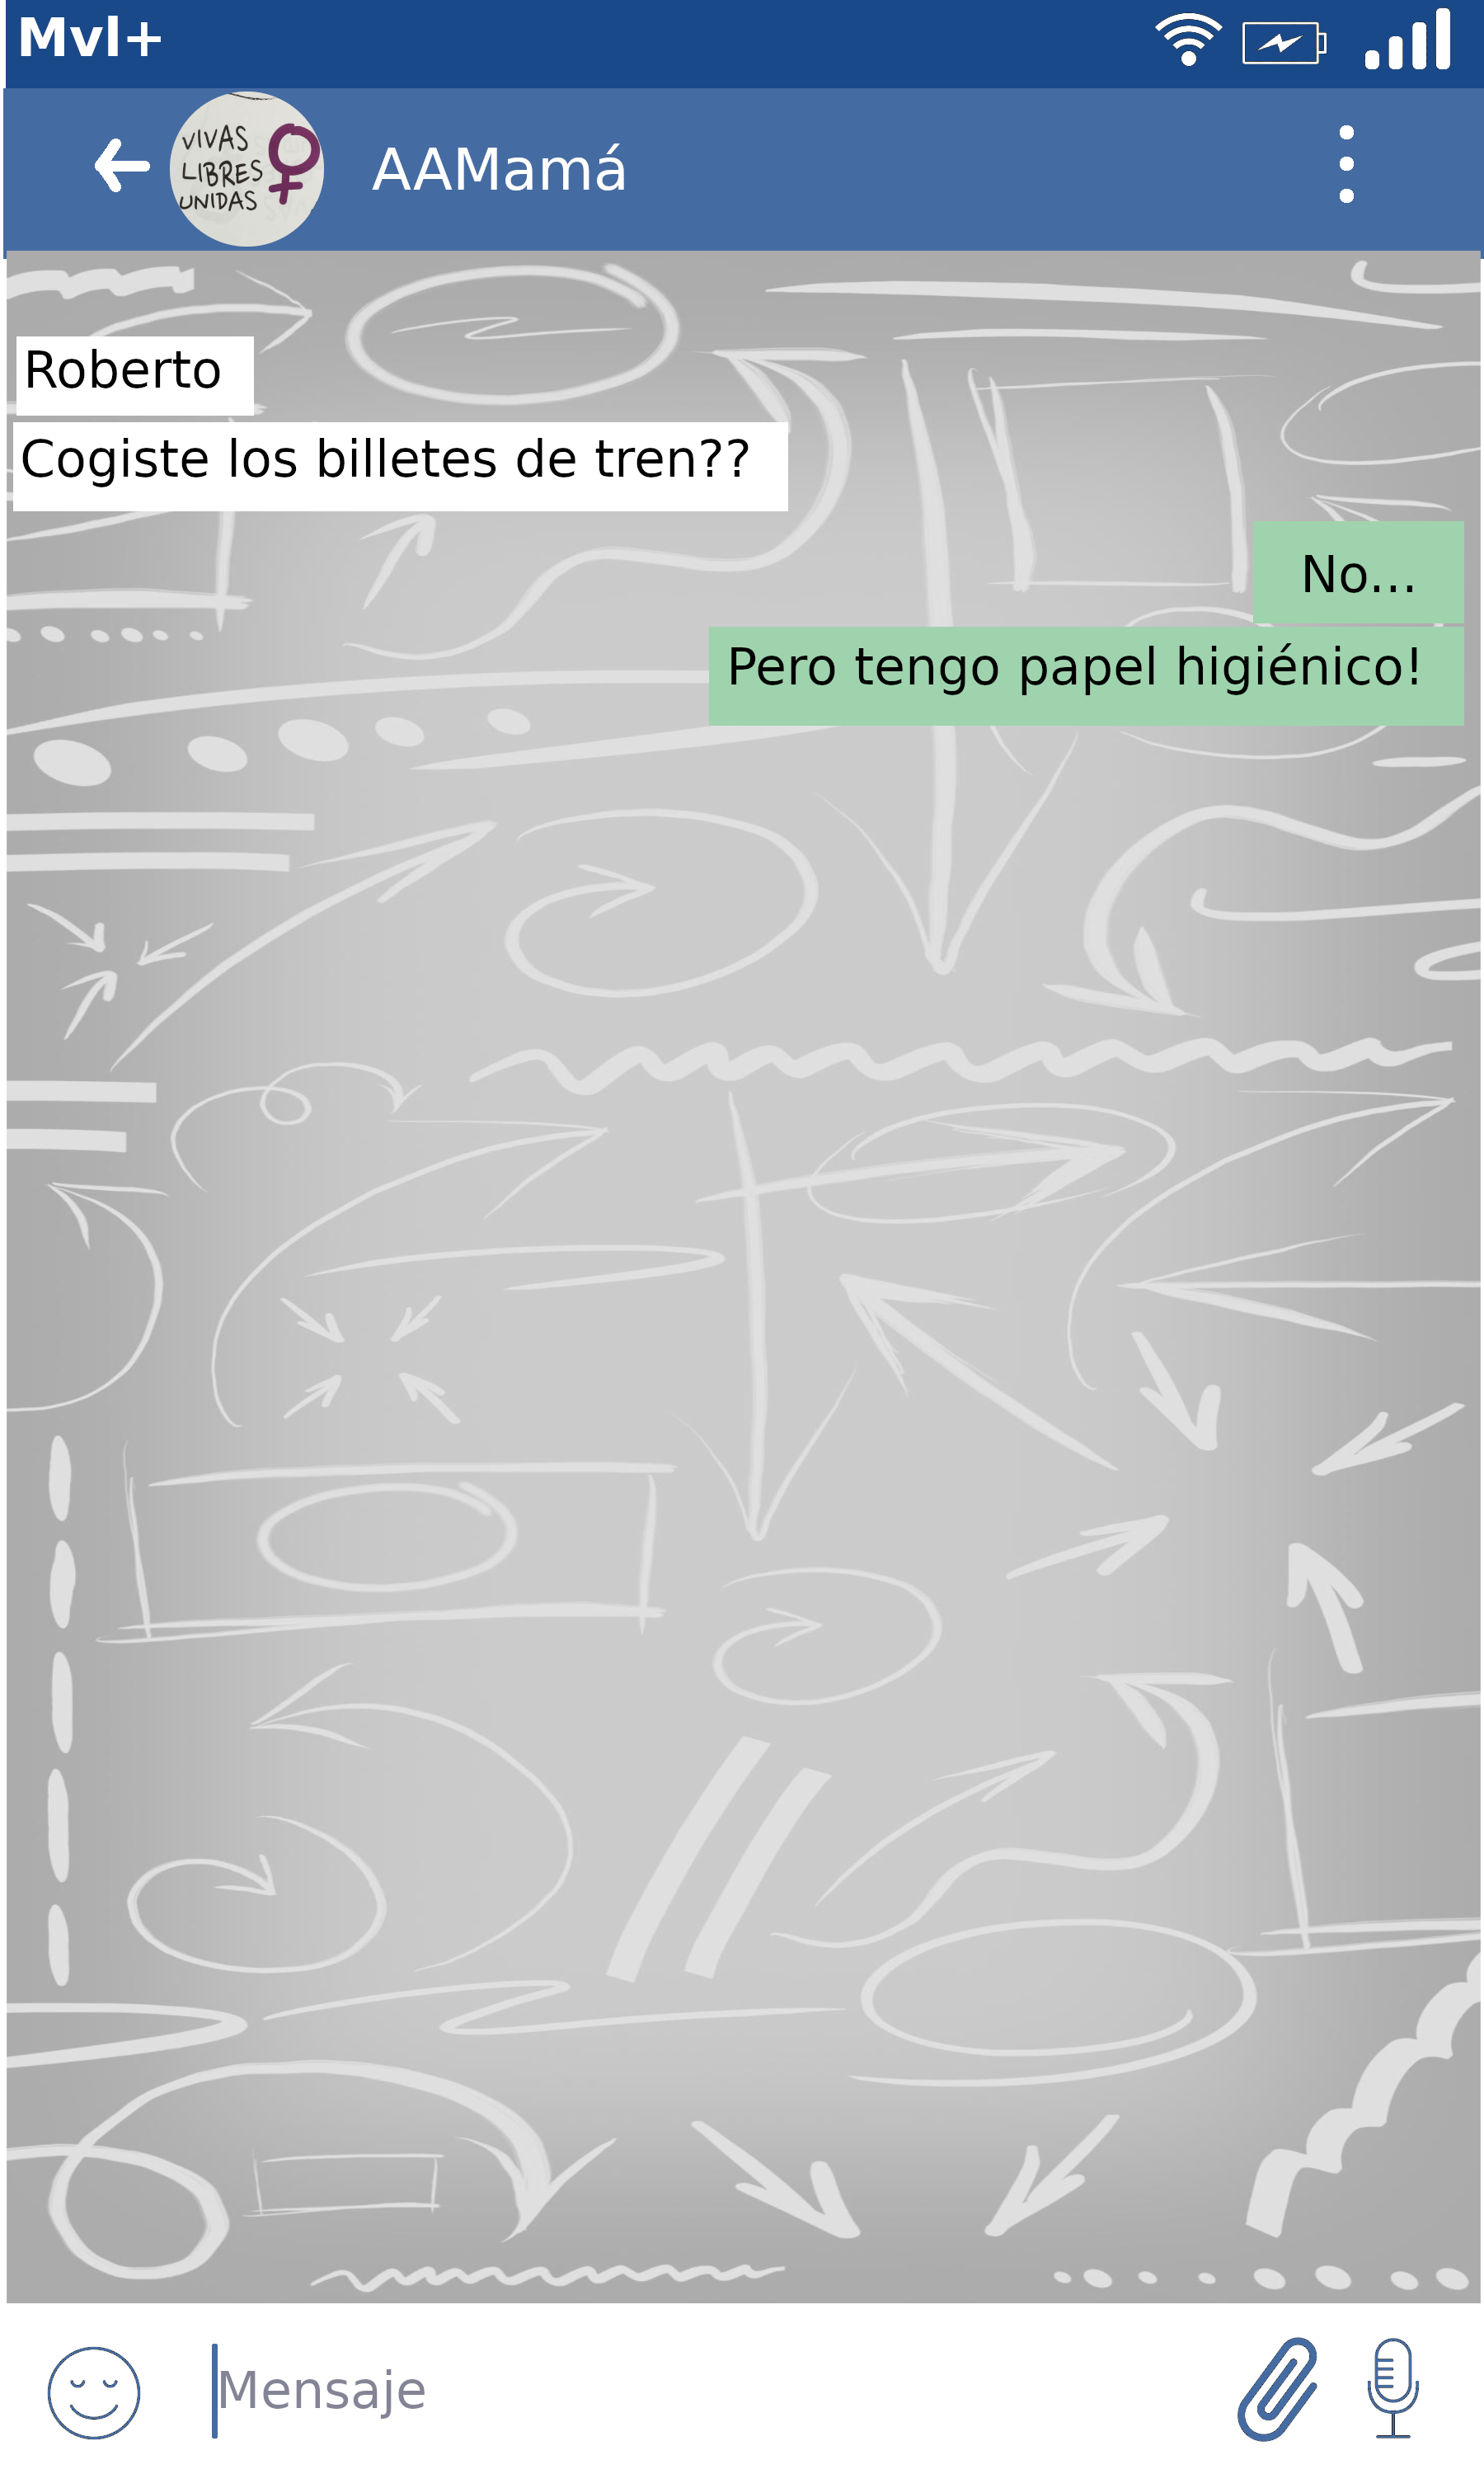 Mvl+
VIVAS
LIBRES
UNIDAS
AAMamá
Roberto
Cogiste los billetes de tren??
No...
Pero tengo papel higiénico!
Mensaje